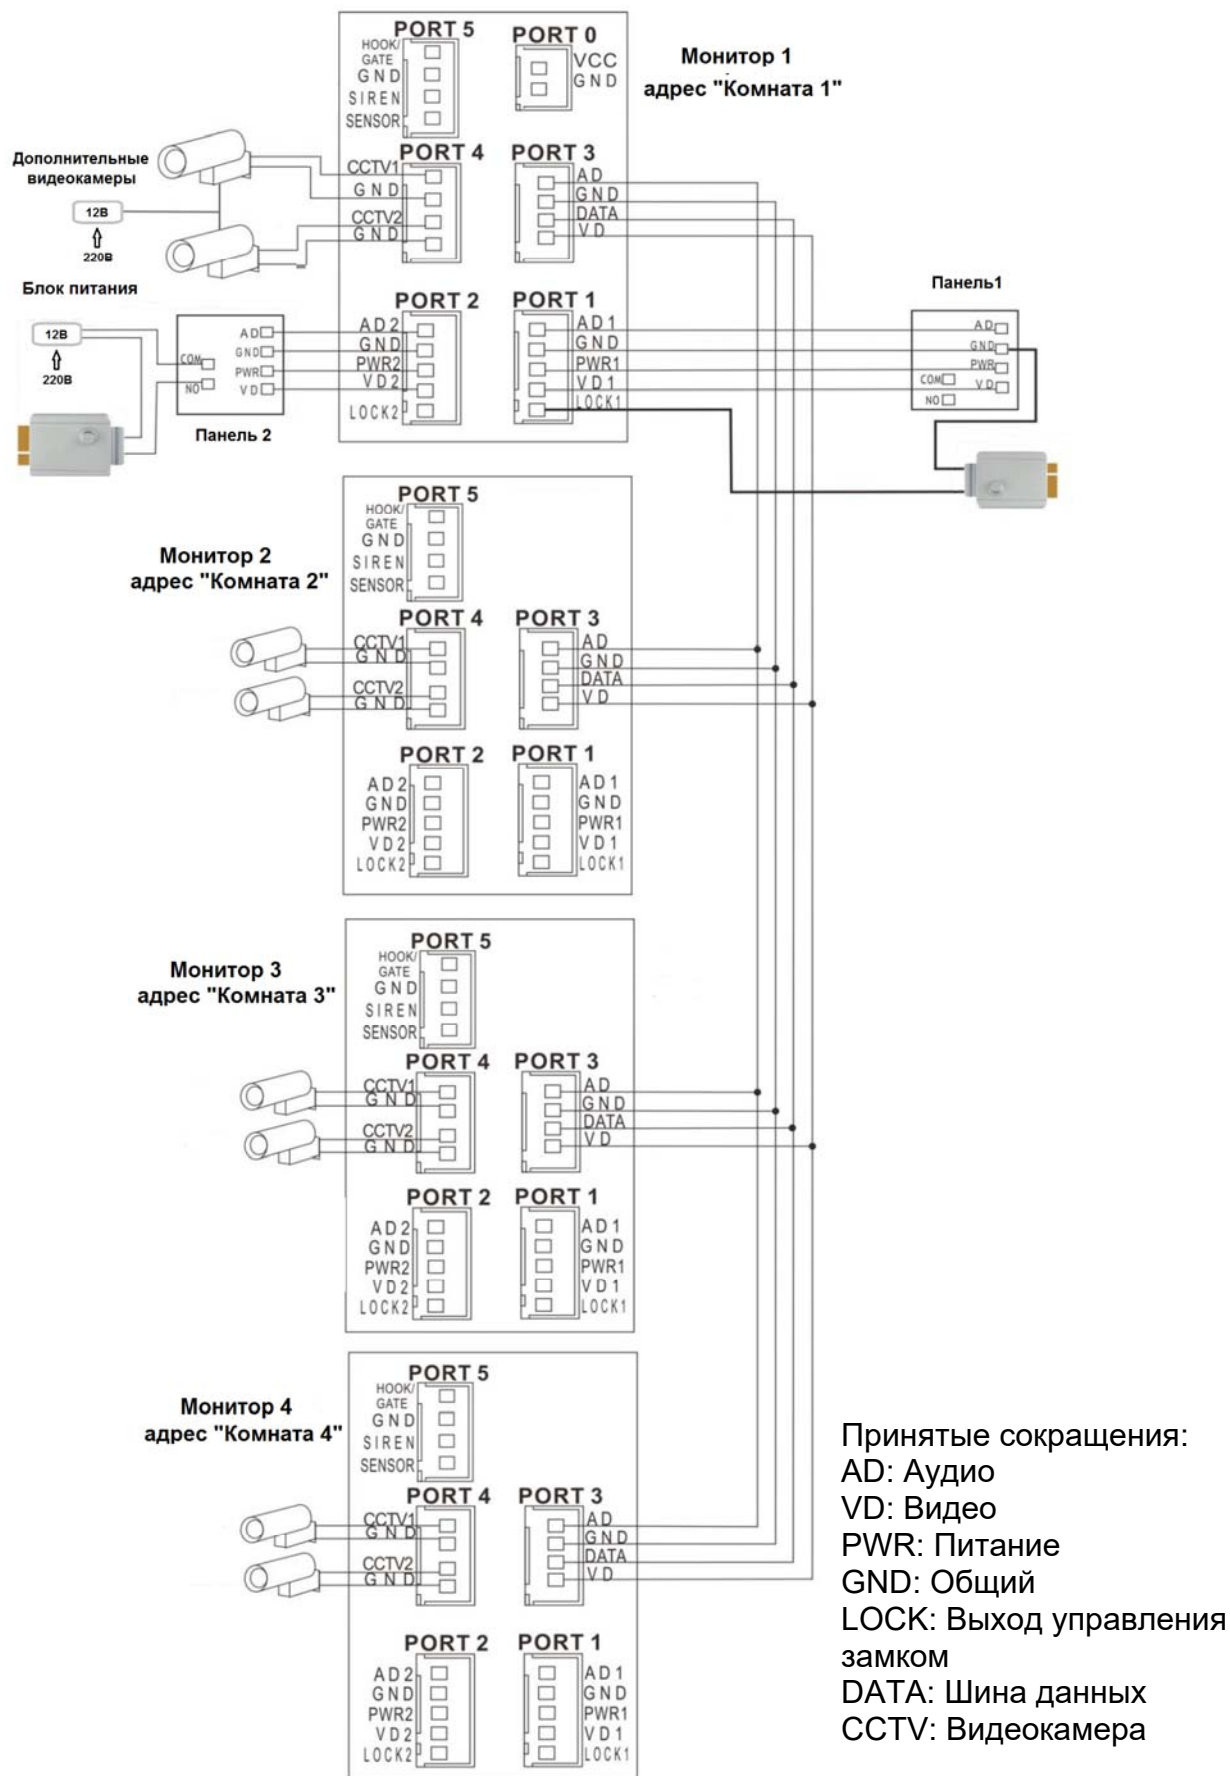 PORT 5
HOOK/
GATE
GND
SIREN
SENSOR
PORT 0
VCC
GND
Монитор 1
адрес "Комната 1"
Дополнительные
видеокамеры
12В
220В
PORT 4
CCTV1
GND
CCTV2
GND
PORT 3
AD
GND
DATA
VD
Блок питания
12В
220В
COM
NO
AD
GND
PWR
VD
Панель 2
PORT 2
AD2
GND
PWR2
VD2
LOCK2
PORT 1
AD1
GND
PWR1
VD1
LOCK1
Панель1
AD
GND
PWR
VD
COM
NO
Монитор 2
адрес "Комната 2"
PORT 5
HOOK/
GATE
GND
SIREN
SENSOR
PORT 4
CCTV1
GND
CCTV2
GND
PORT 3
AD
GND
DATA
VD
PORT 2
AD2
GND
PWR2
VD2
LOCK2
PORT 1
AD1
GND
PWR1
VD1
LOCK1
Монитор 3
адрес "Комната 3"
PORT 5
HOOK/
GATE
GND
SIREN
SENSOR
PORT 4
CCTV1
GND
CCTV2
GND
PORT 3
AD
GND
DATA
VD
PORT 2
AD2
GND
PWR2
VD2
LOCK2
PORT 1
AD1
GND
PWR1
VD1
LOCK1
Монитор 4
адрес "Комната 4"
PORT 5
HOOK/
GATE
GND
SIREN
SENSOR
PORT 4
CCTV1
GND
CCTV2
GND
PORT 3
AD
GND
DATA
VD
PORT 2
AD2
GND
PWR2
VD2
LOCK2
PORT 1
AD1
GND
PWR1
VD1
LOCK1
Принятые сокращения:
AD: Аудио
VD: Видео
PWR: Питание
GND: Общий
LOCK: Выход управления
замком
DATA: Шина данных
CCTV: Видеокамера